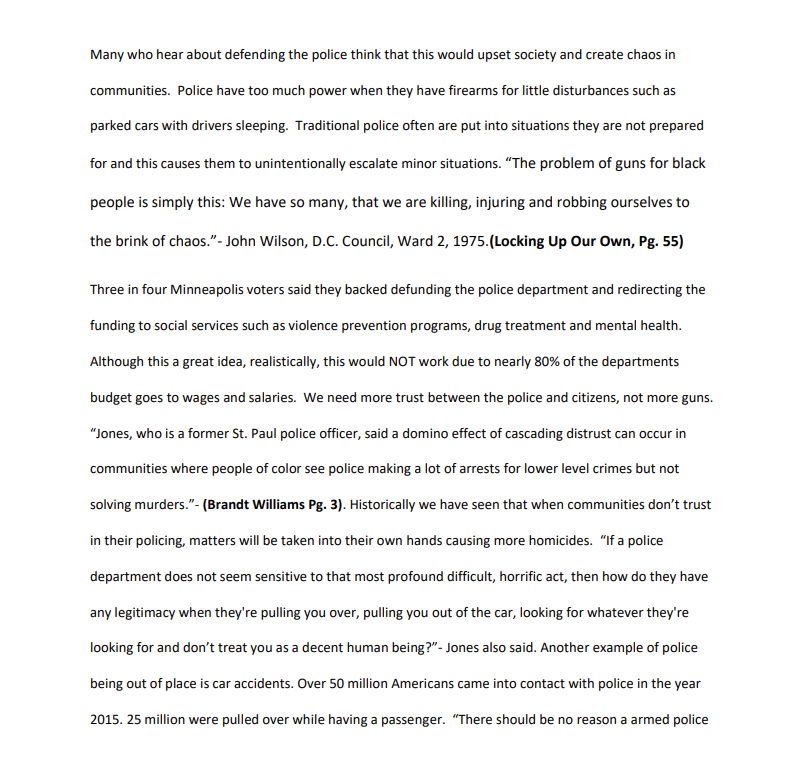 Many who hear about defending the police think that this would upset society and create chaos in
communities.  Police have too much power when they have firearms for little disturbances such as
parked cars with drivers sleeping.  Traditional police often are put into situations they are not prepared
for and this causes them to unintentionally escalate minor situations. “The problem of guns for black
people is simply this: We have so many, that we are killing, injuring and robbing ourselves to
the brink of chaos.”- John Wilson, D.C. Council, Ward 2, 1975.(Locking Up Our Own, Pg. 55)
Three in four Minneapolis voters said they backed defunding the police department and redirecting the
funding to social services such as violence prevention programs, drug treatment and mental health.
Although this a great idea, realistically, this would NOT work due to nearly 80% of the departments
budget goes to wages and salaries.  We need more trust between the police and citizens, not more guns.
“Jones, who is a former St. Paul police officer, said a domino effect of cascading distrust can occur in
communities where people of color see police making a lot of arrests for lower level crimes but not
solving murders.”- (Brandt Williams Pg. 3). Historically we have seen that when communities don’t trust
in their policing, matters will be taken into their own hands causing more homicides.  “If a police
department does not seem sensitive to that most profound difficult, horrific act, then how do they have
any legitimacy when they're pulling you over, pulling you out of the car, looking for whatever they're
looking for and don’t treat you as a decent human being?”- Jones also said. Another example of police
being out of place is car accidents. Over 50 million Americans came into contact with police in the year
2015. 25 million were pulled over while having a passenger.  “There should be no reason a armed police